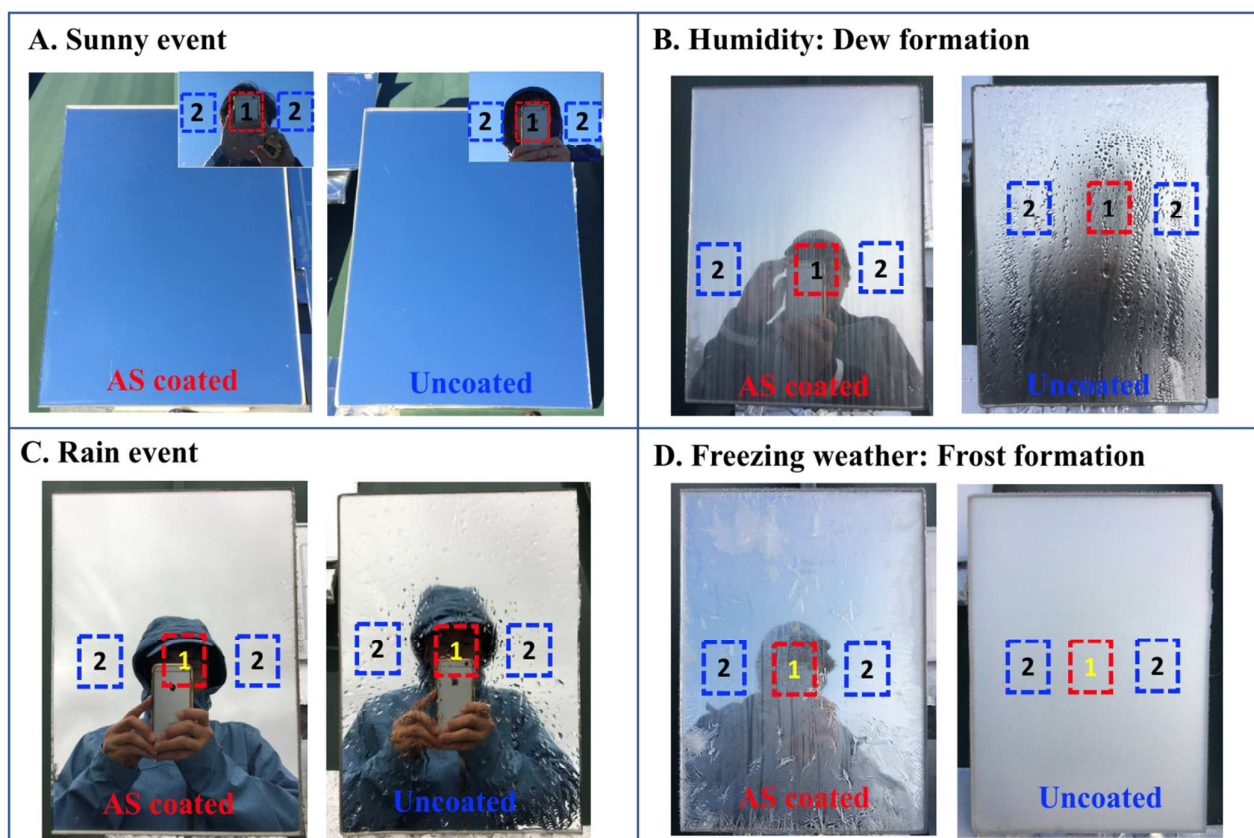 A. Sunny event
2 1 2
2 1 2
AS coated
Uncoated
B. Humidity: Dew formation
2 1 2
2 1 2
AS coated
Uncoated
C. Rain event
2 1 2
2 1 2
AS coated
Uncoated
D. Freezing weather: Frost formation
2 1 2
2 1 2
AS coated
Uncoated